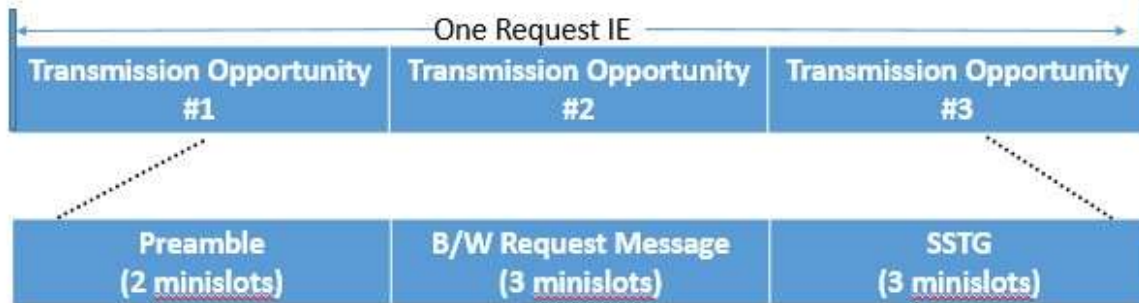 One Request IE
Transmission Opportunity Transmission Opportunity Transmission Opportunity
#1 #2 #3
Preamble B/W Request Message SSTG
(2 minislots) (3 minislots) (3 minislots)